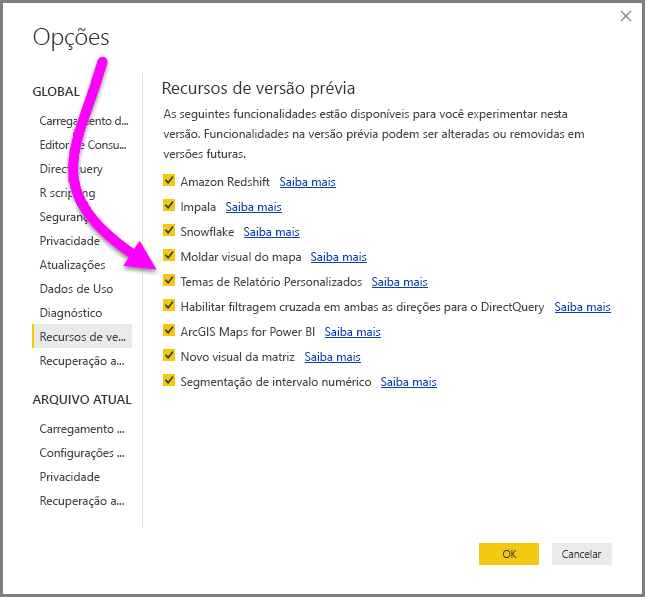 Opções
GLOBAL
Carregamento d...
Editor de Consu...
DirectQuery
R scripting
Segurança
Privacidade
Atualizações
Dados de Uso
Diagnóstico
Recursos de ve...
Recuperação a...
ARQUIVO ATUAL
Carregamento ...
Configurações ...
Privacidade
Recuperação a...
Recursos de versão prévia
As seguintes funcionalidades estão disponíveis para você experimentar nesta
versão. Funcionalidades na versão prévia podem ser alteradas ou removidas em
versões futuras.
Amazon Redshift Saiba mais
Impala Saiba mais
Snowflake Saiba mais
Moldar visual do mapa Saiba mais
Temas de Relatório Personalizados Saiba mais
Habilitar filtragem cruzada em ambas as direções para o DirectQuery Saiba mais
ArcGIS Maps for Power BI Saiba mais
Novo visual da matriz Saiba mais
Segmentação de intervalo numérico Saiba mais
OK
Cancelar